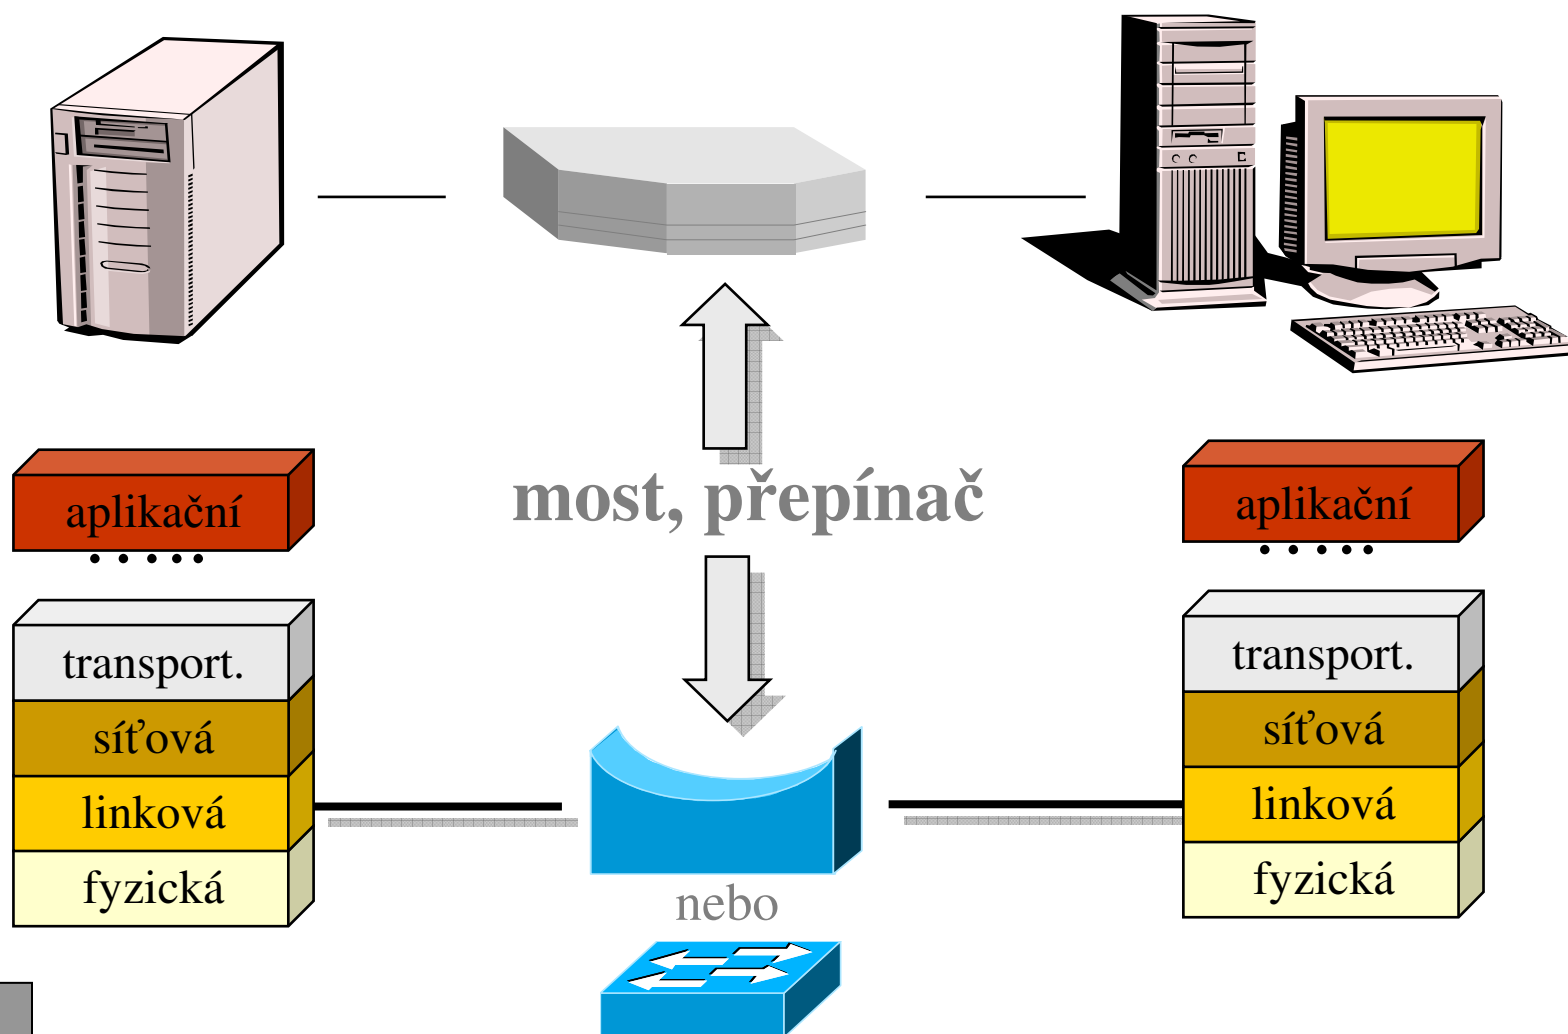 most, přepínač
aplikační
.....
transport.
síťová
linková
fyzická
aplikační
.....
transport.
síťová
linková
fyzická
nebo